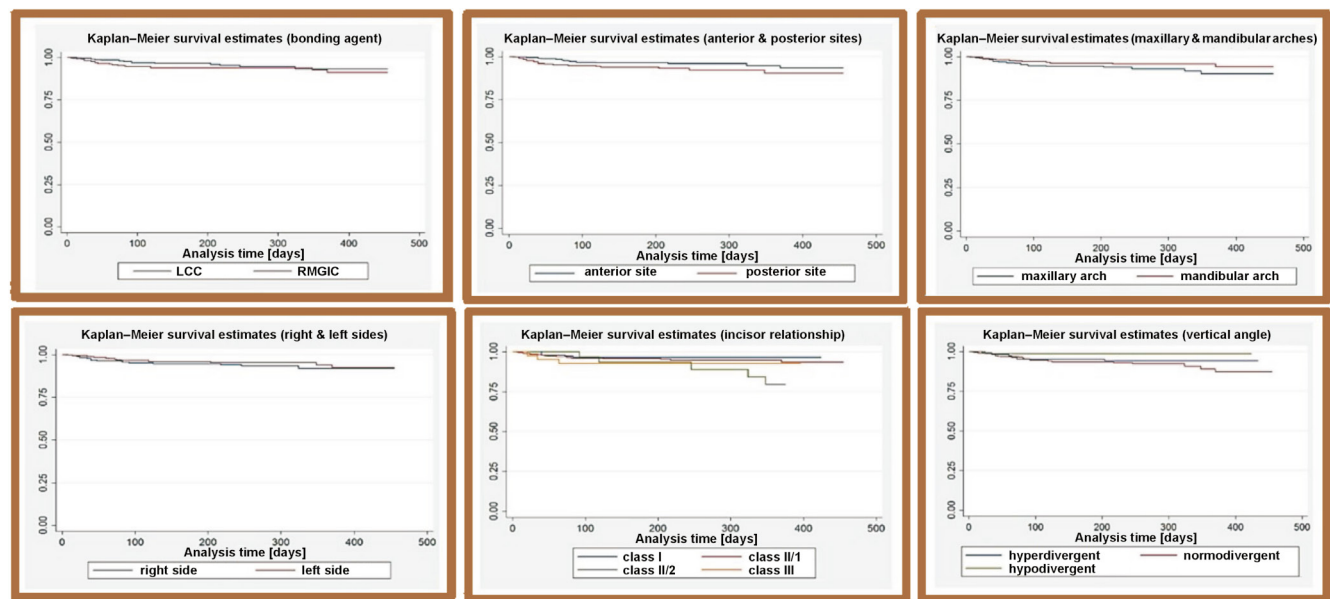 Kaplan–Meier survival estimates (bonding agent)
1.00
0.75
0.50
0.25
0.00
0 100 200 300 400 500
Analysis time [days]
LCC RMGIC
Kaplan–Meier survival estimates (anterior & posterior sites)
1.00
0.75
0.50
0.25
0.00
0 100 200 300 400 500
Analysis time [days]
anterior site posterior site
Kaplan–Meier survival estimates (maxillary & mandibular arches)
1.00
0.75
0.50
0.25
0.00
0 100 200 300 400 500
Analysis time [days]
maxillary arch mandibular arch
Kaplan–Meier survival estimates (right & left sides)
1.00
0.75
0.50
0.25
0.00
0 100 200 300 400 500
Analysis time [days]
right side left side
Kaplan–Meier survival estimates (incisor relationship)
1.00
0.75
0.50
0.25
0.00
0 100 200 300 400 500
Analysis time [days]
class I class II/1
class II/2 class III
Kaplan–Meier survival estimates (vertical angle)
1.00
0.75
0.50
0.25
0.00
0 100 200 300 400 500
Analysis time [days]
hyperdivergent normodivergent
hypodivergent